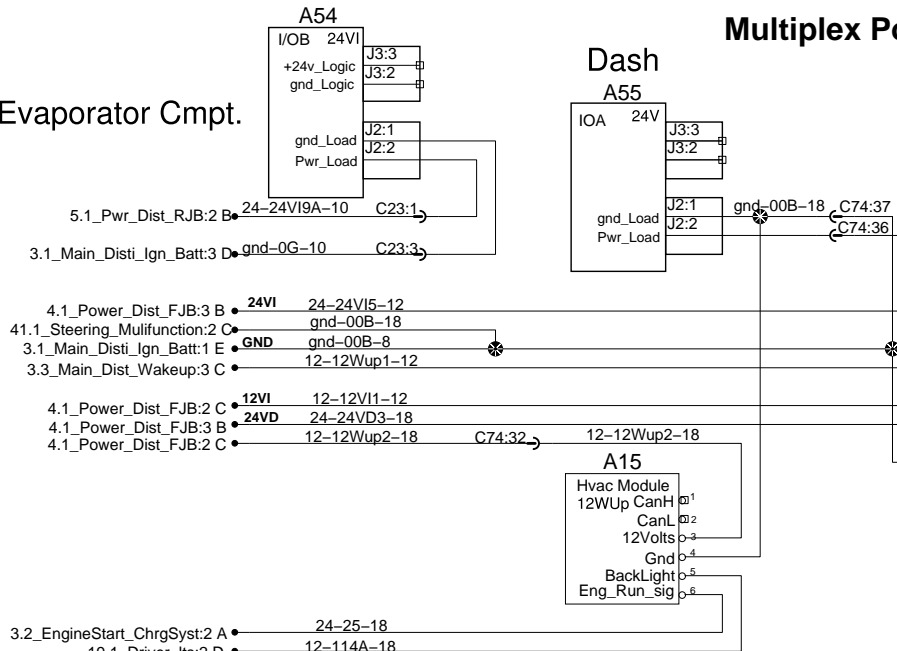 A54
Multiplex Po
I/OB 24VI
J3:3
+24v_Logic
J3:2
gnd_Logic
Dash
A55
Evaporator Cmpt.
IOA 24V
J3:3
J3:2
J2:1
gnd_Load
J2:2
Pwr_Load
J2:1
gnd_Load
J2:2
Pwr_Load
gnd-00B-18
C74:37
C74:36
5.1_Pwr_Dist_RJB:2 B 24-24VI9A-10 C23:1
3.1_Main_Disti_Ign_Batt:3 D gnd-0G-10 C23:3
4.1_Power_Dist_FJB:3 B 24VI 24-24VI5-12
41.1_Steering_Mulifunction:2 C gnd-00B-18
3.1_Main_Disti_Ign_Batt:1 E GND gnd-00B-8
3.3_Main_Dist_Wakeup:3 C 12-12Wup1-12
4.1_Power_Dist_FJB:2 C 12VI 12-12VI1-12
4.1_Power_Dist_FJB:3 B 24VD 24-24VD3-18
4.1_Power_Dist_FJB:2 C 12-12Wup2-18 C74:32 12-12Wup2-18
A15
Hvac Module
12WUp CanH 1
CanL 2
12Volts 3
Gnd 4
BackLight 5
Eng_Run_sig 6
3.2_EngineStart_ChrgSyst:2 A 24-25-18
12-114A-18